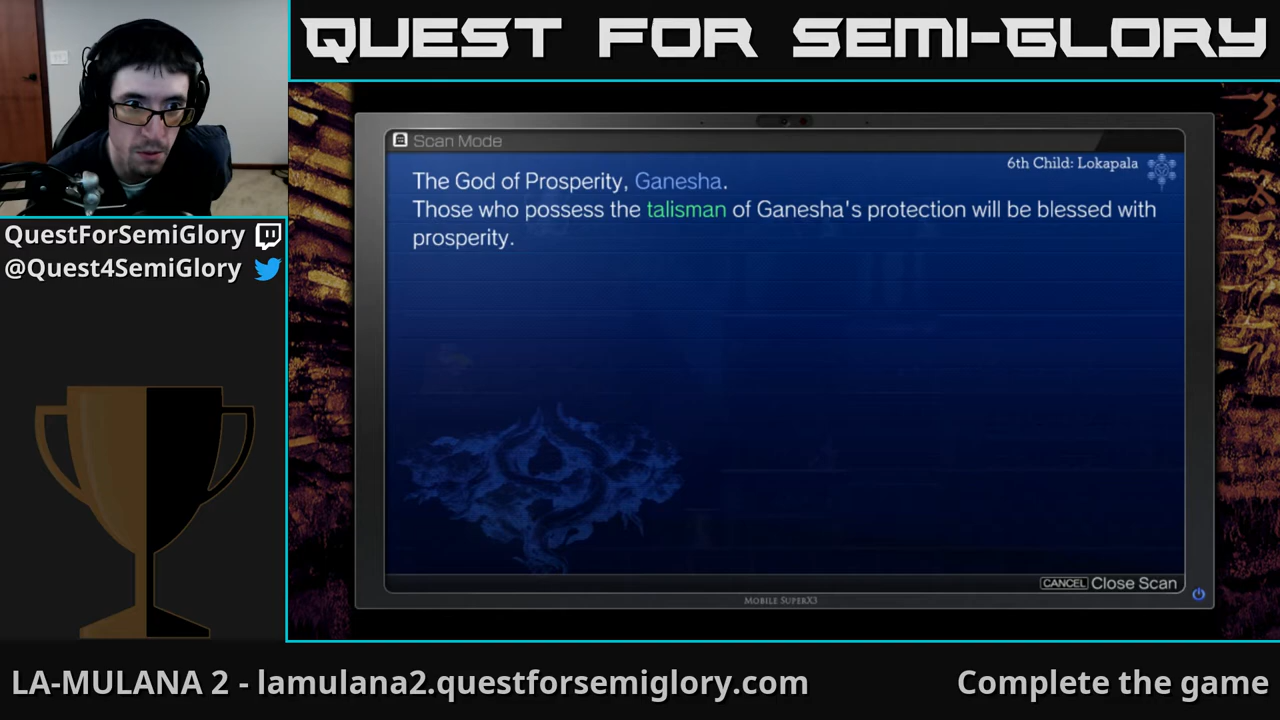 QUEST FOR SEMI-GLORY
Scan Mode
6th Child: Lokapala
The God of Prosperity, Ganesha.
Those who possess the talisman of Ganesha's protection will be blessed with
prosperity.
CANCEL Close Scan
MOBILE SUPERX3
QuestForSemiGlory
@Quest4SemiGlory
LA-MULANA 2 - lamulana2.questforsemiglory.com
Complete the game